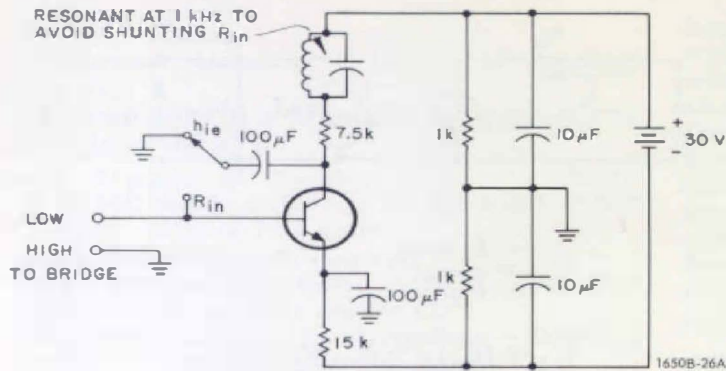 RESONANT AT 1 kHz TO
AVOID SHUNTING Rin
hie
100µF
7.5k
1k
10µF
+
30 V
-
Rin
LOW
HIGH
TO BRIDGE
100µF
1k
10µF
15k
1650B-26A